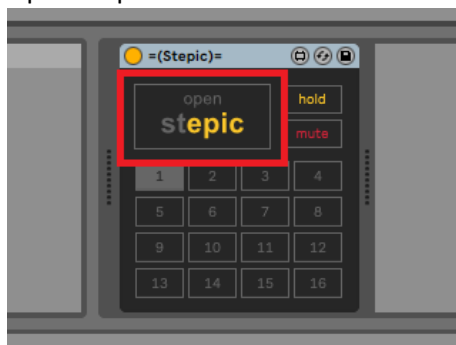 =(Stepic)=
open
stepic
hold
mute
1 2 3 4
5 6 7 8
9 10 11 12
13 14 15 16